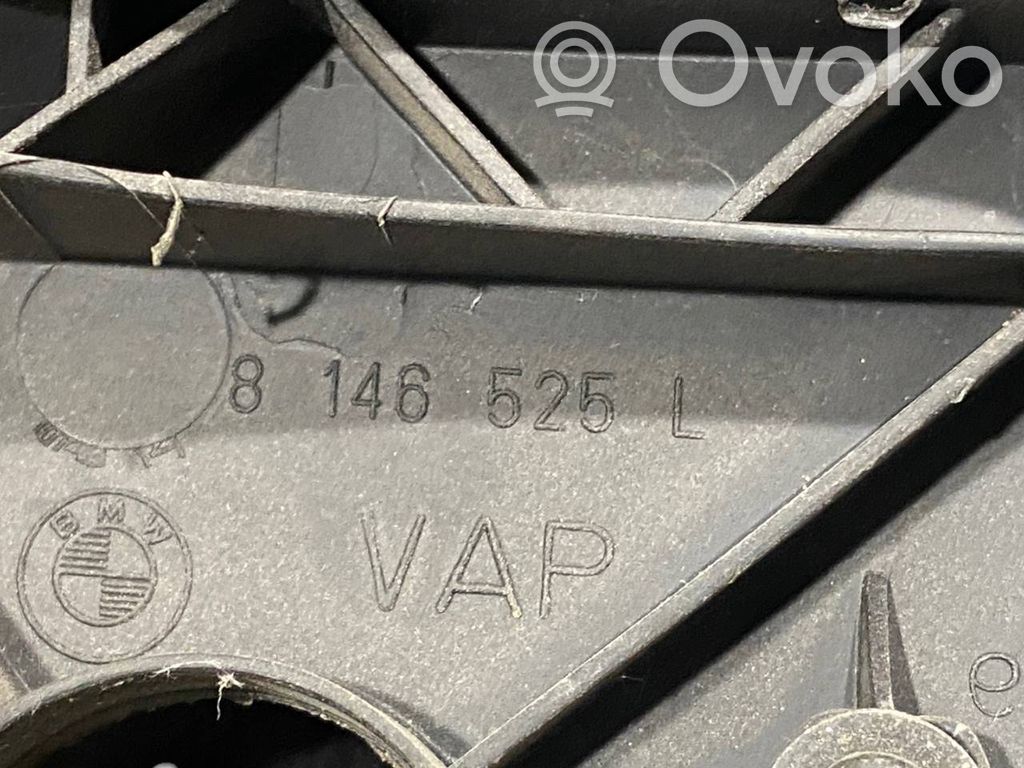 Ovoko
8 146 525 L
BMW
VAP